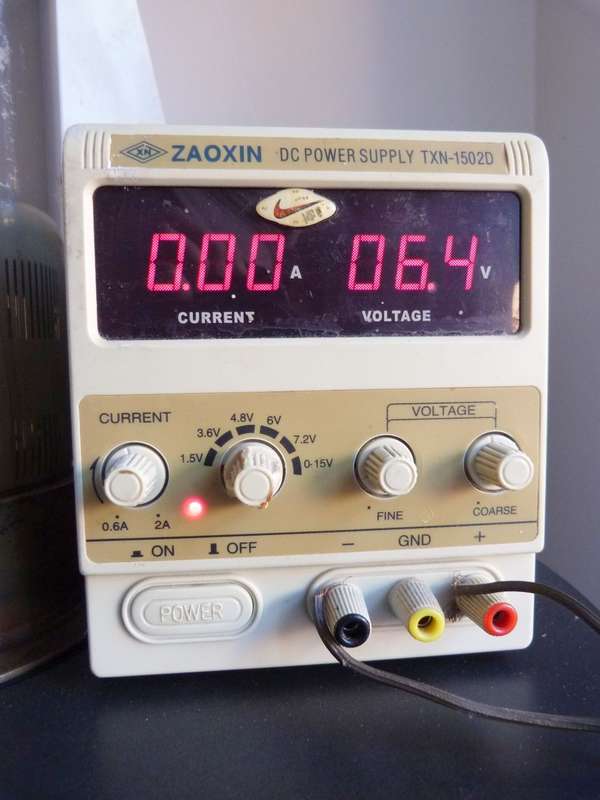 XN ZAOXIN DC POWER SUPPLY TXN-1502D
0.00 A 06.4 V
CURRENT VOLTAGE
CURRENT
1.5V 3.6V 4.8V 6V 7.2V 0-15V
VOLTAGE
0.6A 2A
FINE COARSE
ON OFF
− GND +
POWER